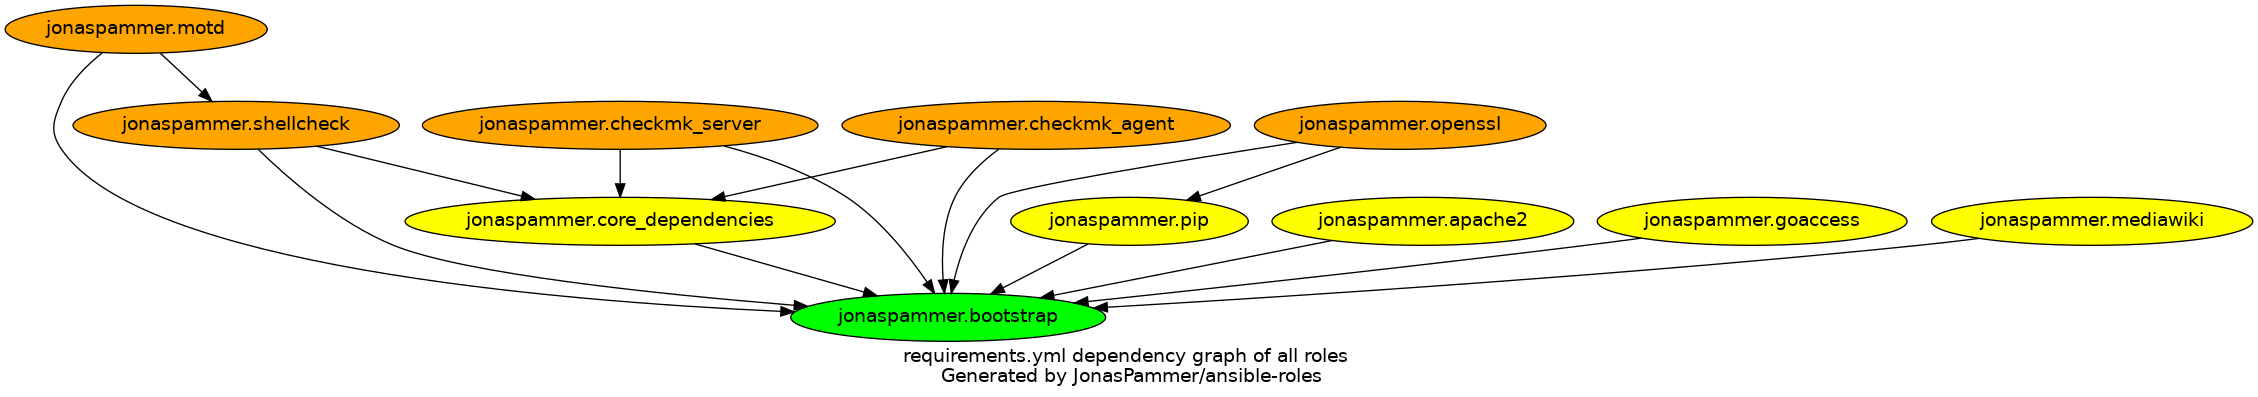 jonaspammer.motd
jonaspammer.shellcheck
jonaspammer.checkmk_server
jonaspammer.checkmk_agent
jonaspammer.openssl
jonaspammer.core_dependencies
jonaspammer.pip
jonaspammer.apache2
jonaspammer.goaccess
jonaspammer.mediawiki
jonaspammer.bootstrap
requirements.yml dependency graph of all roles
Generated by JonasPammer/ansible-roles